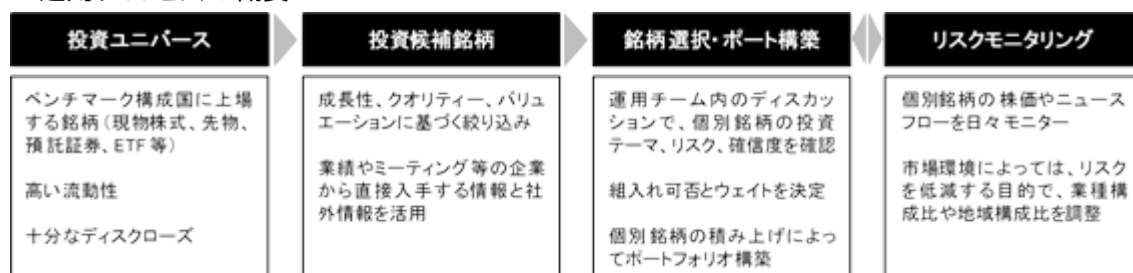 投資ユニバース
ベンチマーク構成国に上場
する銘柄(現物株式、先物、
預託証券、ETF 等)
高い流動性
十分なディスクローズ
投資候補銘柄
成長性、クオリティー、バリュ
エーションに基づく絞り込み
業績やミーティング等の企業
から直接入手する情報と社
外情報を活用
銘柄選択・ポート構築
運用チーム内のディスカッ
ションで、個別銘柄の投資
テーマ、リスク、確信度を確認
組入れ可否とウェイトを決定
個別銘柄の積み上げによっ
てポートフォリオ構築
リスクモニタリング
個別銘柄の株価やニュース
フローを日々モニター
市場環境によっては、リスク
を低減する目的で、業種構
成比や地域構成比を調整